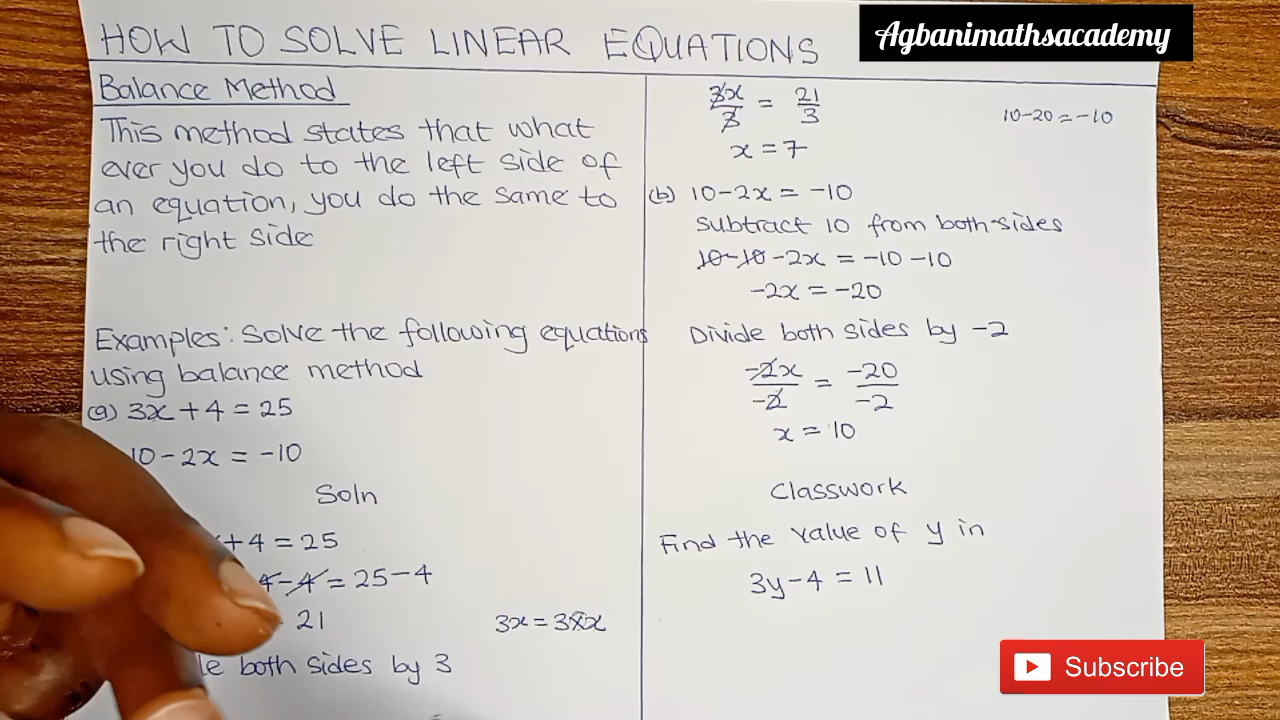 HOW TO SOLVE LINEAR EQUATIONS
Agbanimathsacademy
Balance Method
This method states that what
ever you do to the left side of
an equation, you do the same to
the right side
Examples: Solve the following equations
using balance method
(a) 3x + 4 = 25
10 - 2x = -10
Soln
+ 4 = 25
4 - 4 = 25 - 4
21
3x = 3xx
le both sides by 3
3x/3 = 21/3
x = 7
10-20 = -10
(b) 10 - 2x = -10
Subtract 10 from both sides
10 - 10 - 2x = -10 - 10
-2x = -20
Divide both sides by -2
-2x/-2 = -20/-2
x = 10
Classwork
Find the value of y in
3y - 4 = 11
Subscribe